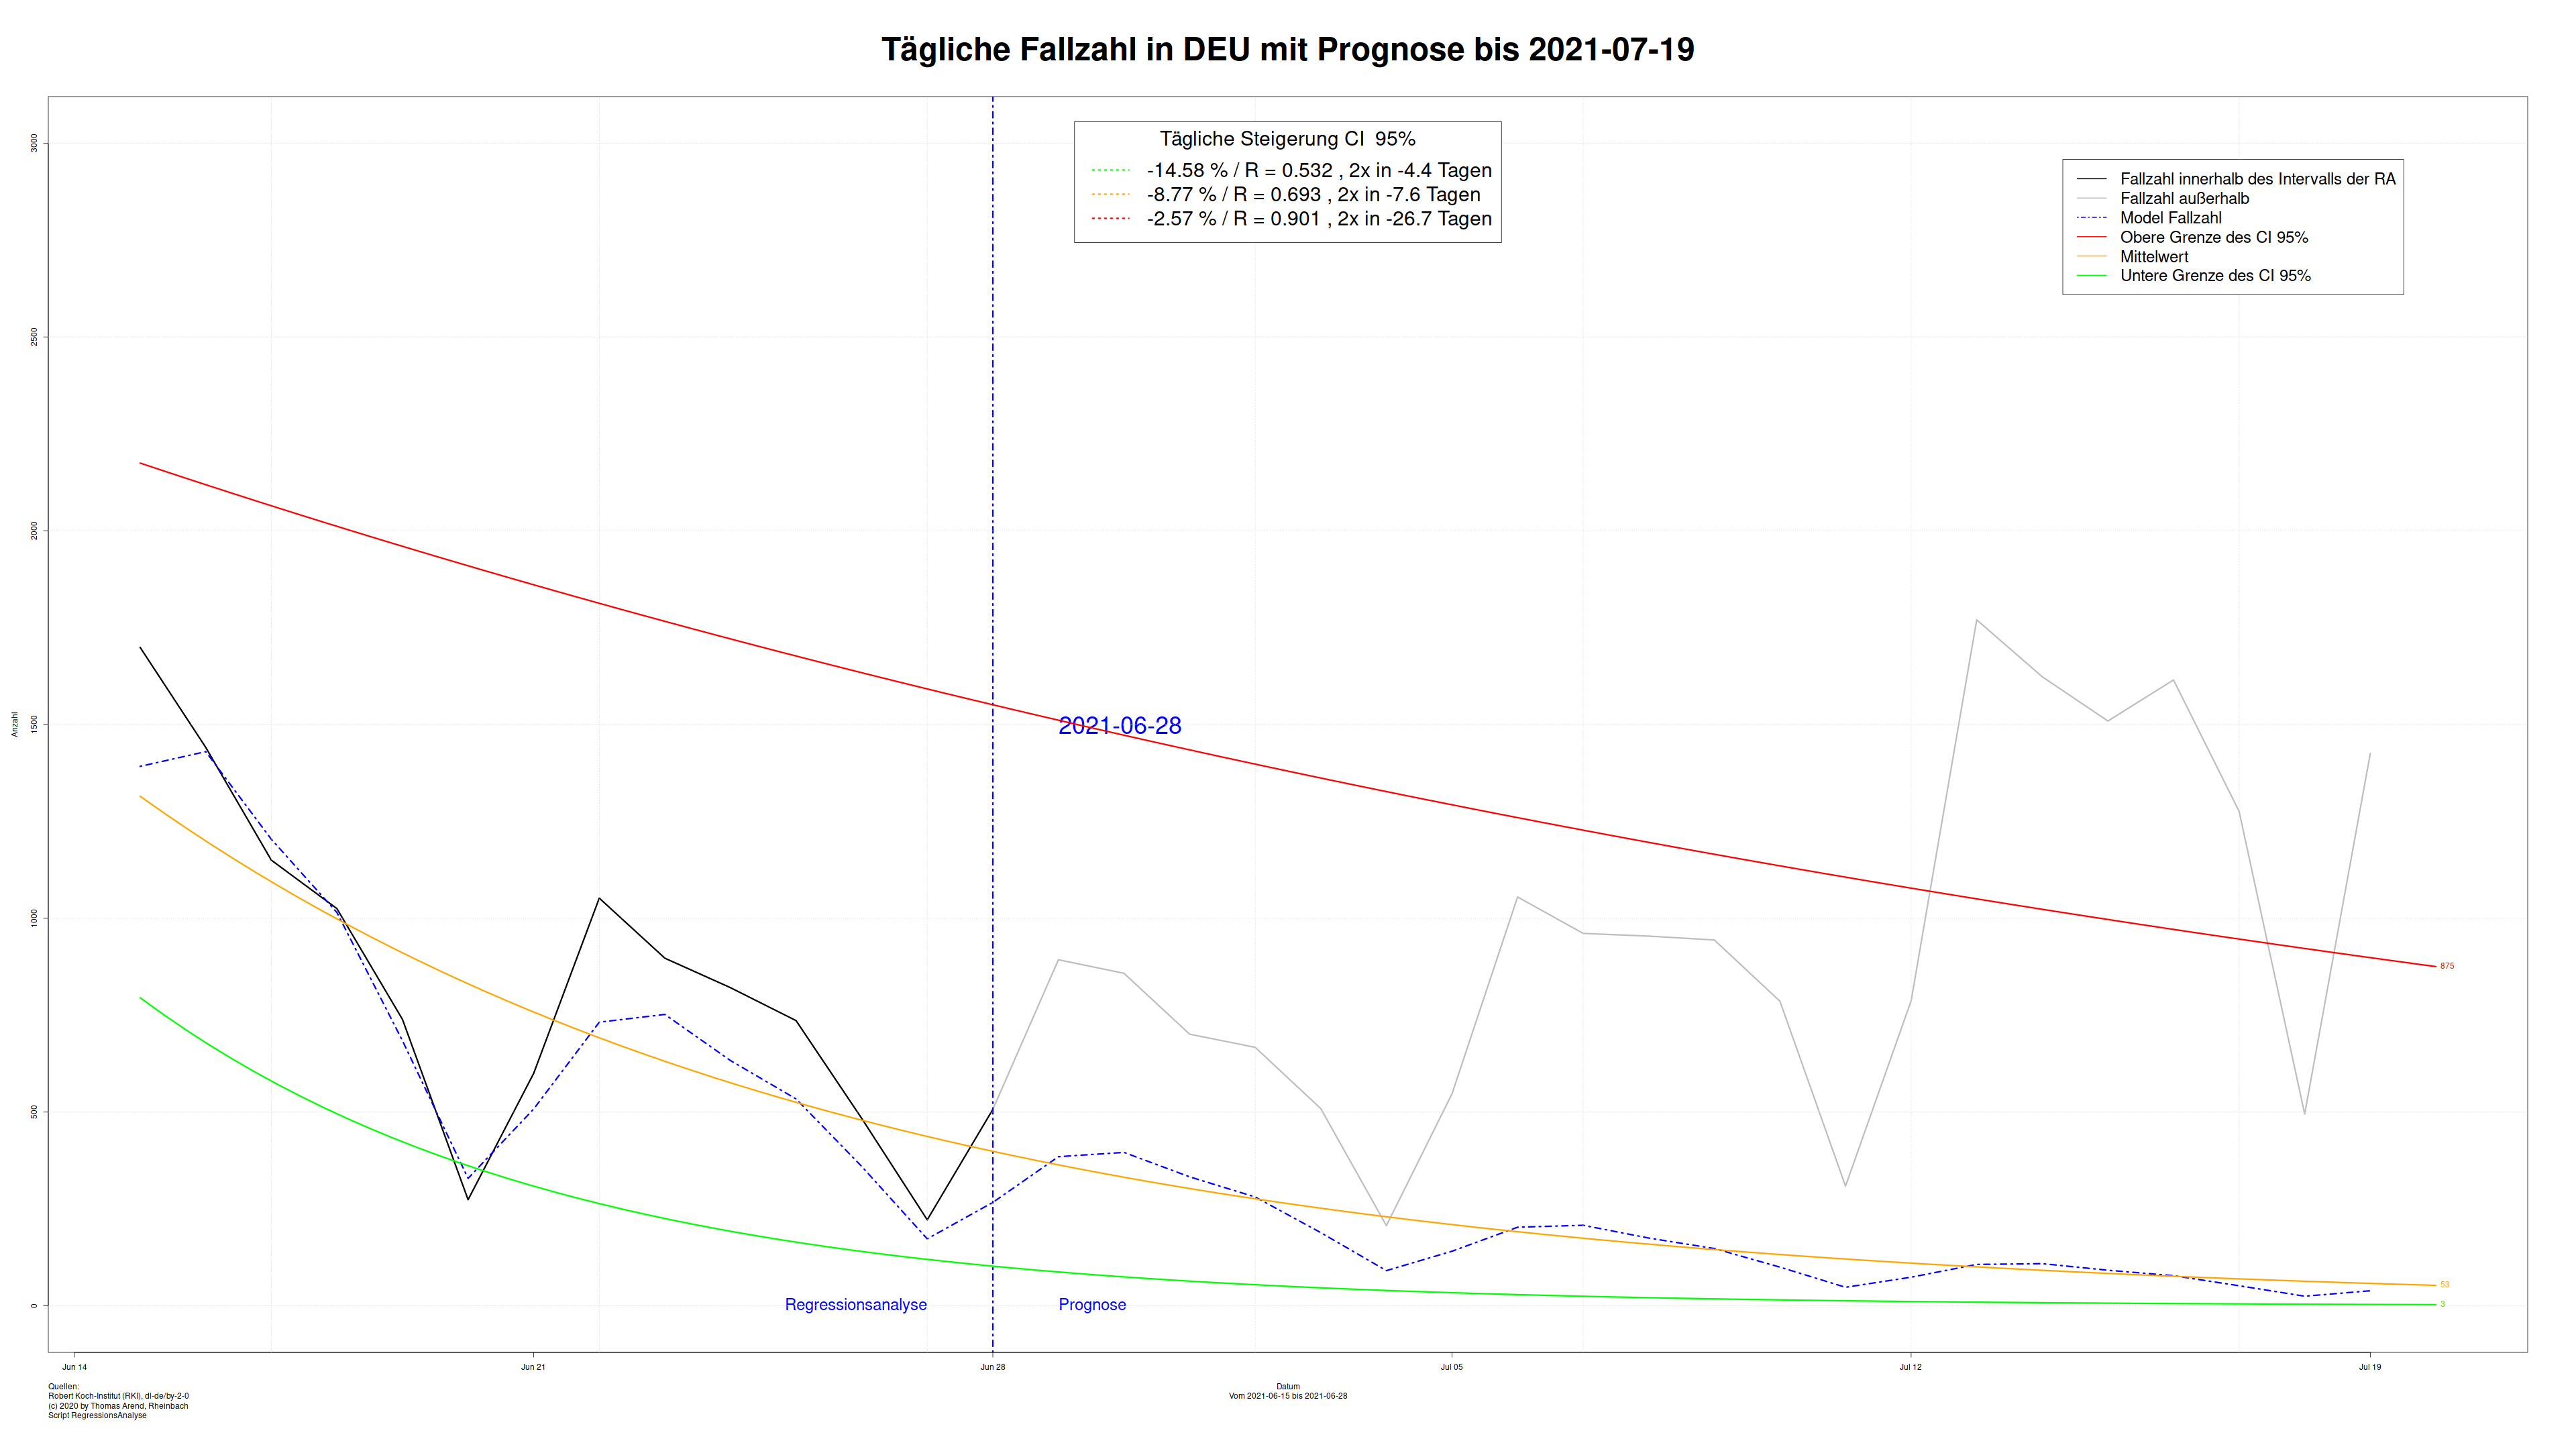 Tägliche Fallzahl in DEU mit Prognose bis 2021-07-19
Tägliche Steigerung CI  95%
-14.58 % / R = 0.532 , 2x in -4.4 Tagen
-8.77 % / R = 0.693 , 2x in -7.6 Tagen
-2.57 % / R = 0.901 , 2x in -26.7 Tagen
Fallzahl innerhalb des Intervalls der RA
Fallzahl außerhalb
Model Fallzahl
Obere Grenze des CI 95%
Mittelwert
Untere Grenze des CI 95%
3000
2500
2000
1500
1000
500
0
Anzahl
2021-06-28
875
53
3
Regressionsanalyse
Prognose
Jun 14
Jun 21
Jun 28
Jul 05
Jul 12
Jul 19
Datum
Vom 2021-06-15 bis 2021-06-28
Quellen:
Robert Koch-Institut (RKI), dl-de/by-2-0
(c) 2020 by Thomas Arend, Rheinbach
Script RegressionsAnalyse